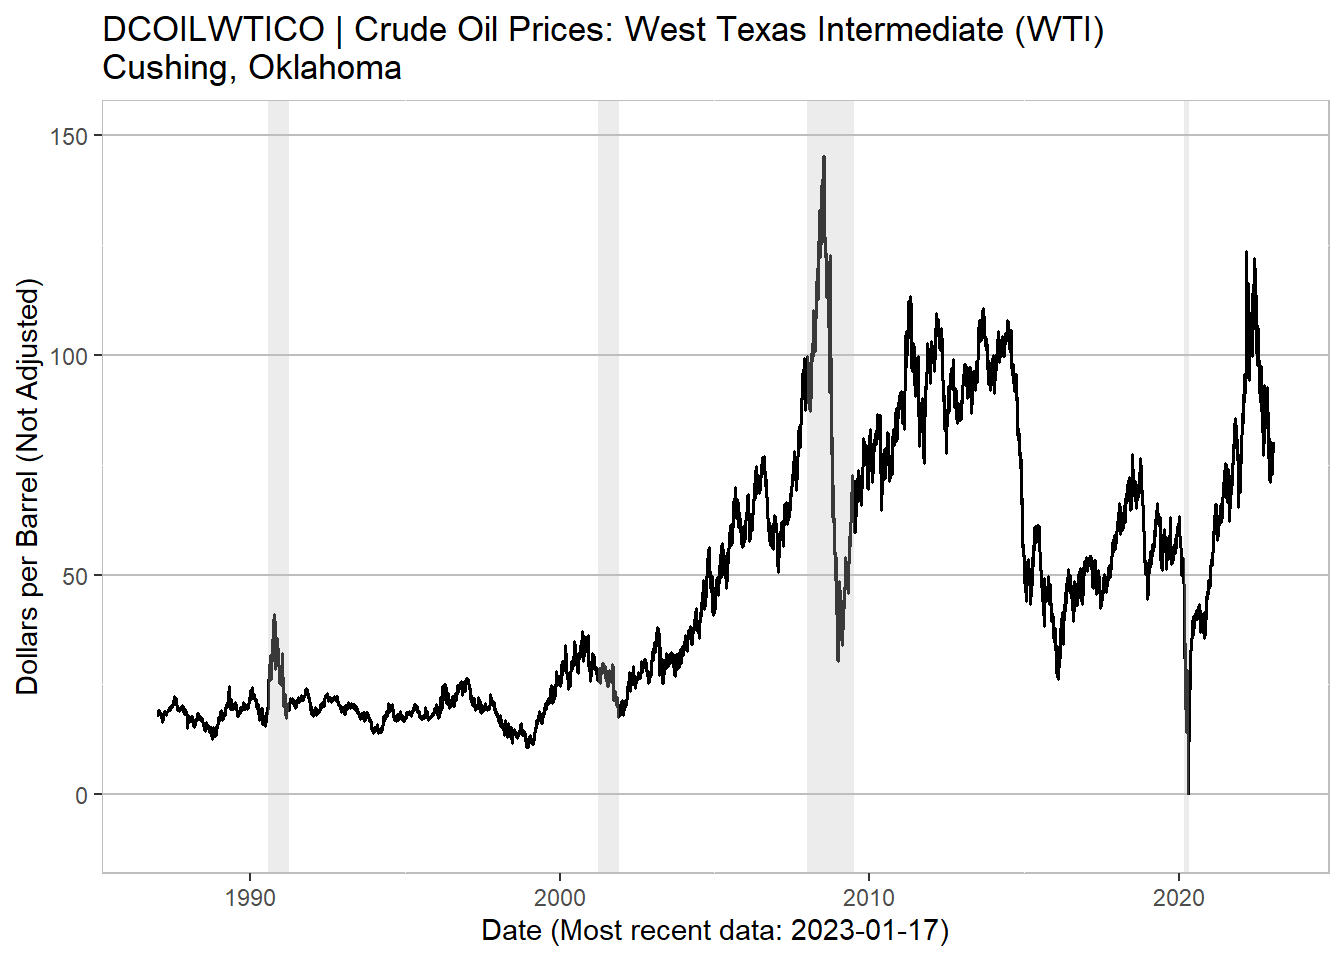 DCOILWTICO | Crude Oil Prices: West Texas Intermediate (WTI)
Cushing, Oklahoma
Dollars per Barrel (Not Adjusted)
150
100
50
0
1990
2000
2010
2020
Date (Most recent data: 2023-01-17)